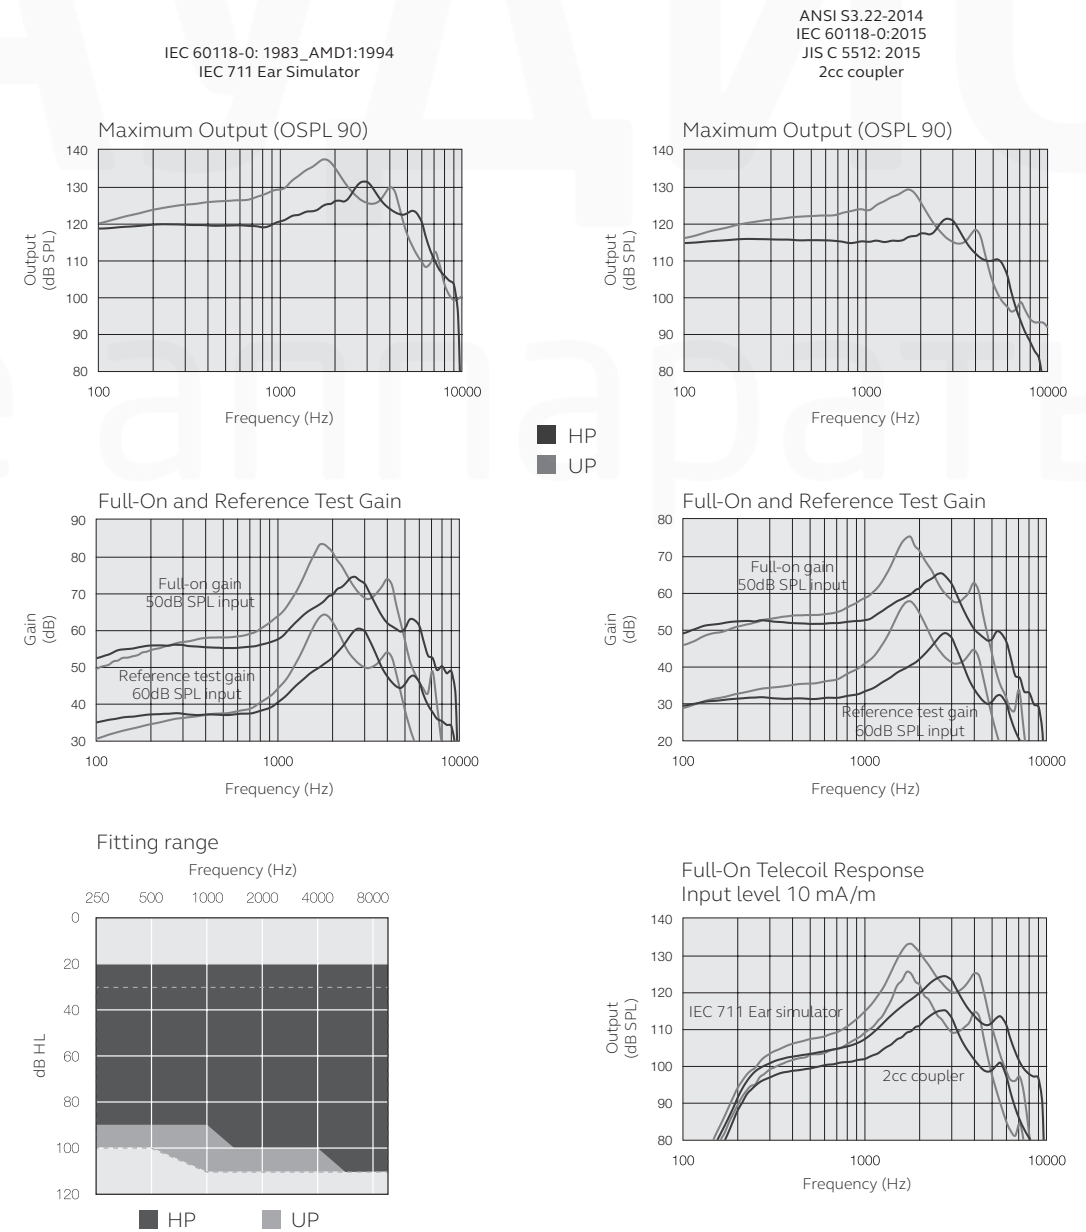 АУДИО
е аппараты
IEC 60118-0: 1983_AMD1:1994
IEC 711 Ear Simulator
ANSI S3.22-2014
IEC 60118-0:2015
JIS C 5512: 2015
2cc coupler
Maximum Output (OSPL 90)
140
130
120
110
100
90
80
Output
(dB SPL)
100 1000 10000
Frequency (Hz)
Maximum Output (OSPL 90)
140
130
120
110
100
90
80
Output
(dB SPL)
100 1000 10000
Frequency (Hz)
HP
UP
Full-On and Reference Test Gain
90
80
70
60
50
40
30
Gain
(dB)
Full-on gain
50dB SPL input
Reference test gain
60dB SPL input
100 1000 10000
Frequency (Hz)
Full-On and Reference Test Gain
80
70
60
50
40
30
20
Gain
(dB)
Full-on gain
50dB SPL input
Reference test gain
60dB SPL input
100 1000 10000
Frequency (Hz)
Fitting range
Frequency (Hz)
250 500 1000 2000 4000 8000
0
20
40
60
80
100
120
dB HL
HP UP
Full-On Telecoil Response
Input level 10 mA/m
140
130
120
110
100
90
80
Output
(dB SPL)
IEC 711 Ear simulator
2cc coupler
100 1000 10000
Frequency (Hz)